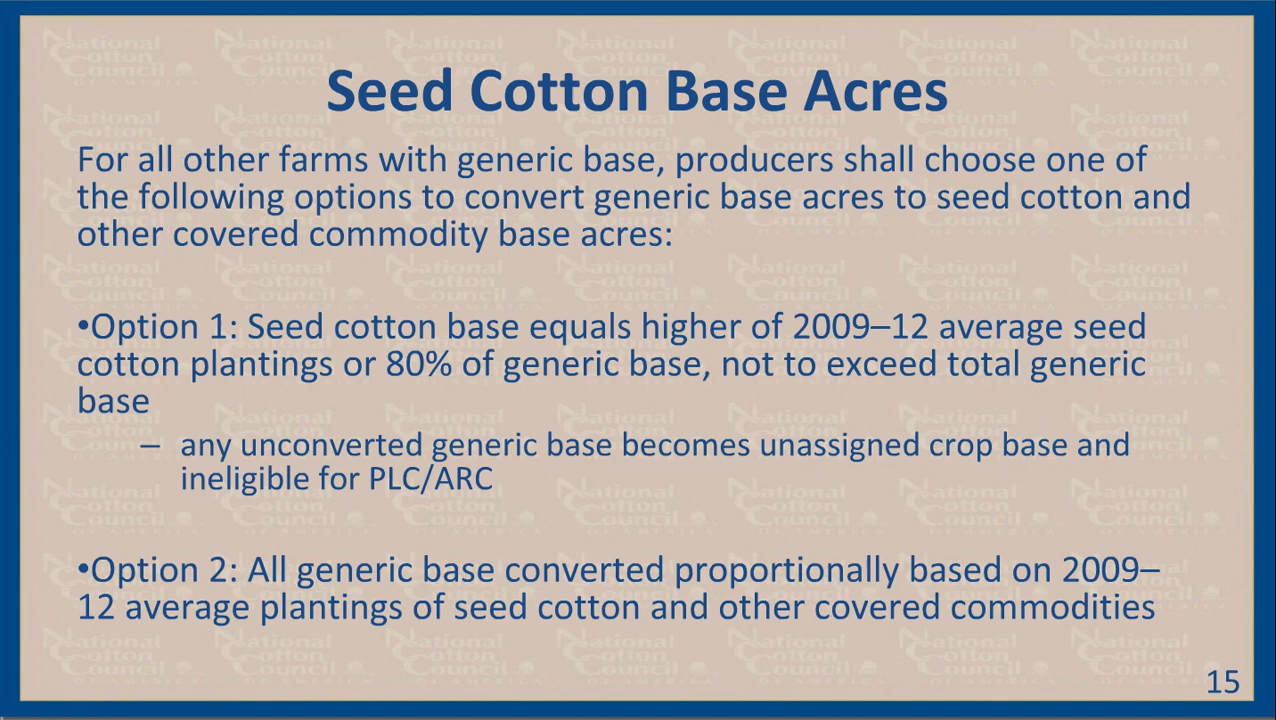 Seed Cotton Base Acres
For all other farms with generic base, producers shall choose one of
the following options to convert generic base acres to seed cotton and
other covered commodity base acres:
•Option 1: Seed cotton base equals higher of 2009–12 average seed
cotton plantings or 80% of generic base, not to exceed total generic
base
– any unconverted generic base becomes unassigned crop base and
ineligible for PLC/ARC
•Option 2: All generic base converted proportionally based on 2009–
12 average plantings of seed cotton and other covered commodities
15